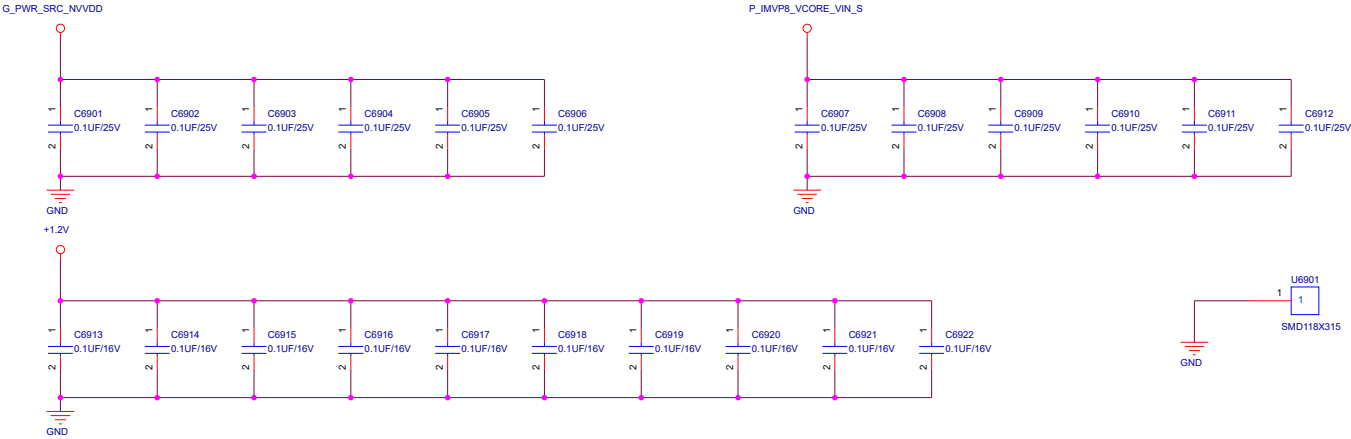 G_PWR_SRC_NVVDD
P_IMVP8_VCORE_VIN_S
1 C6901 1 C6902 1 C6903 1 C6904 1 C6905 1 C6906 1 C6907 1 C6908 1 C6909 1 C6910 1 C6911 1 C6912
0.1UF/25V 0.1UF/25V 0.1UF/25V 0.1UF/25V 0.1UF/25V 0.1UF/25V 0.1UF/25V 0.1UF/25V 0.1UF/25V 0.1UF/25V 0.1UF/25V 0.1UF/25V
2 2 2 2 2 2 2 2 2 2 2 2
GND GND
+1.2V
U6901
1 1
SMD118X315
1 C6913 1 C6914 1 C6915 1 C6916 1 C6917 1 C6918 1 C6919 1 C6920 1 C6921 1 C6922
0.1UF/16V 0.1UF/16V 0.1UF/16V 0.1UF/16V 0.1UF/16V 0.1UF/16V 0.1UF/16V 0.1UF/16V 0.1UF/16V 0.1UF/16V
2 2 2 2 2 2 2 2 2 2
GND
GND